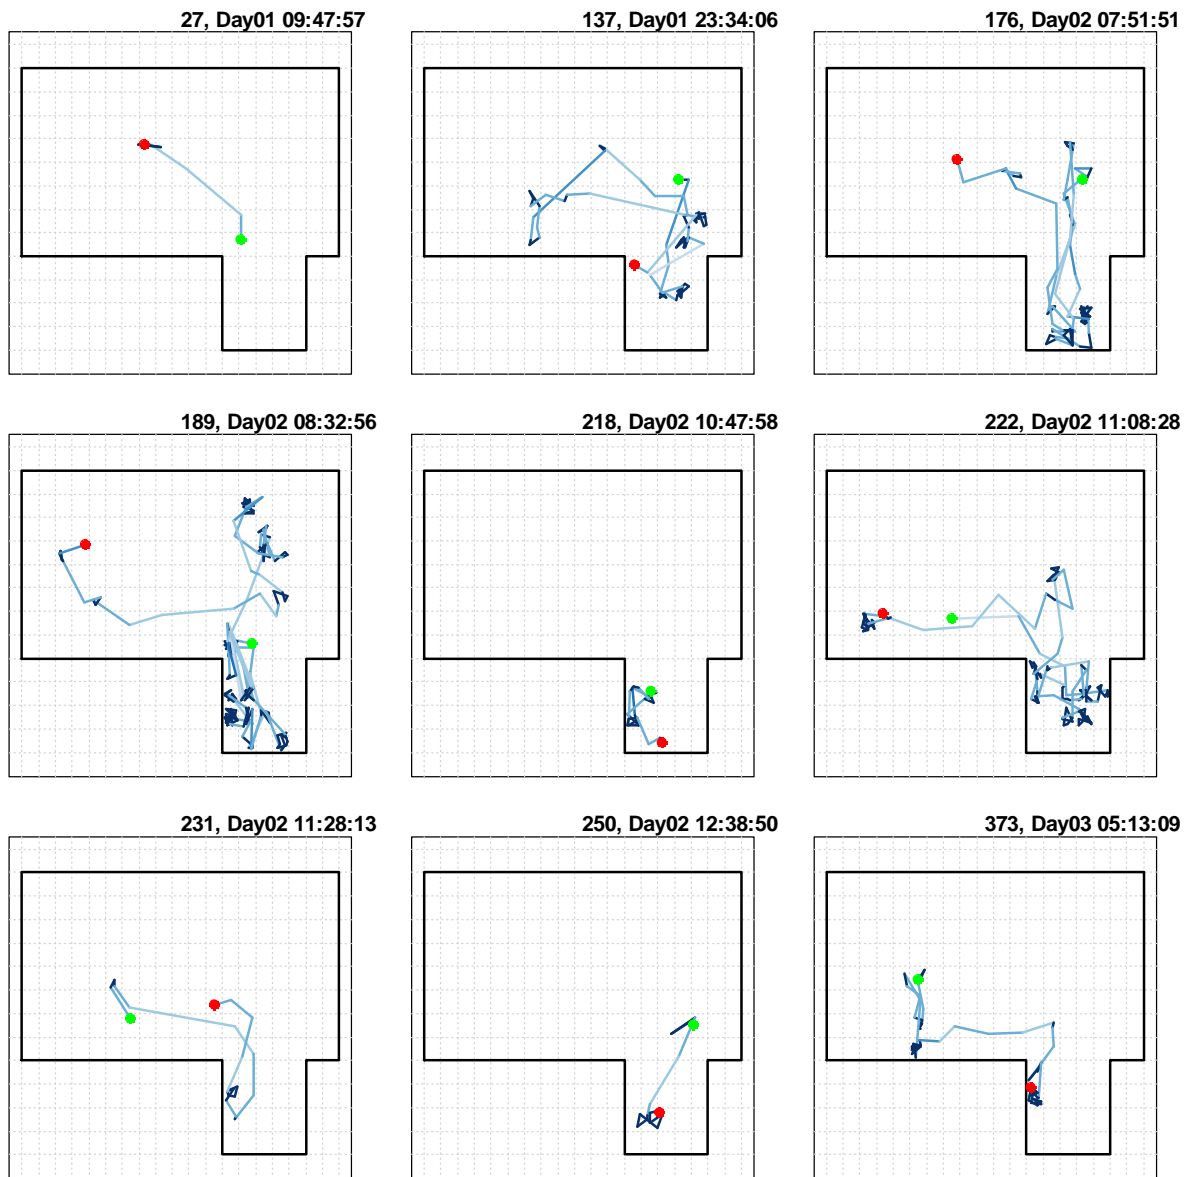 27, Day01 09:47:57
137, Day01 23:34:06
176, Day02 07:51:51
189, Day02 08:32:56
218, Day02 10:47:58
222, Day02 11:08:28
231, Day02 11:28:13
250, Day02 12:38:50
373, Day03 05:13:09